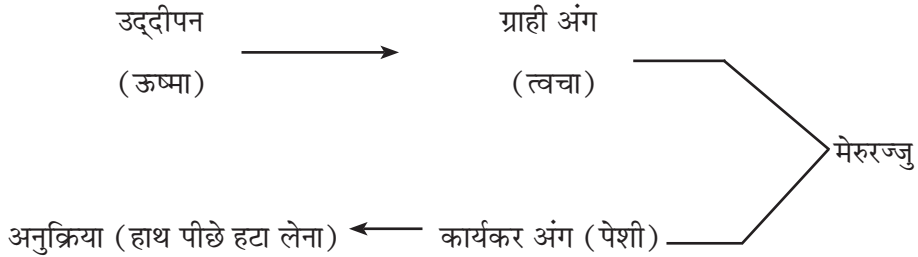 उद्दीपन
(ऊष्मा)
ग्राही अंग
(त्वचा)
मेरुरज्जु
कार्यकर अंग (पेशी)
अनुक्रिया (हाथ पीछे हटा लेना)